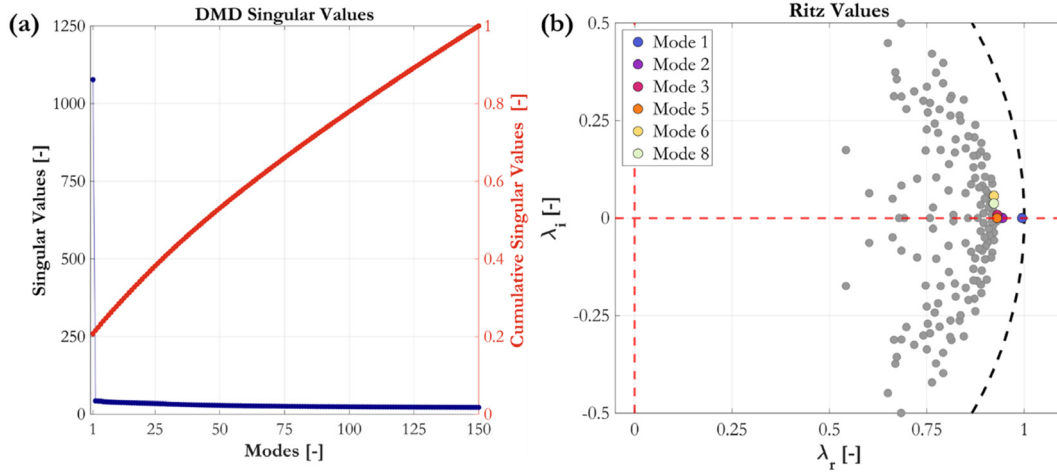 (a)
DMD Singular Values
1250
1000
750
500
250
0
Singular Values [-]
1
25
50
75
100
125
150
Modes [-]
1
0.8
0.6
0.4
0.2
0
Cumulative Singular Values [-]
(b)
Ritz Values
0.5
0.25
0
-0.25
-0.5
λi [-]
Mode 1
Mode 2
Mode 3
Mode 5
Mode 6
Mode 8
0
0.25
0.5
0.75
1
λr [-]